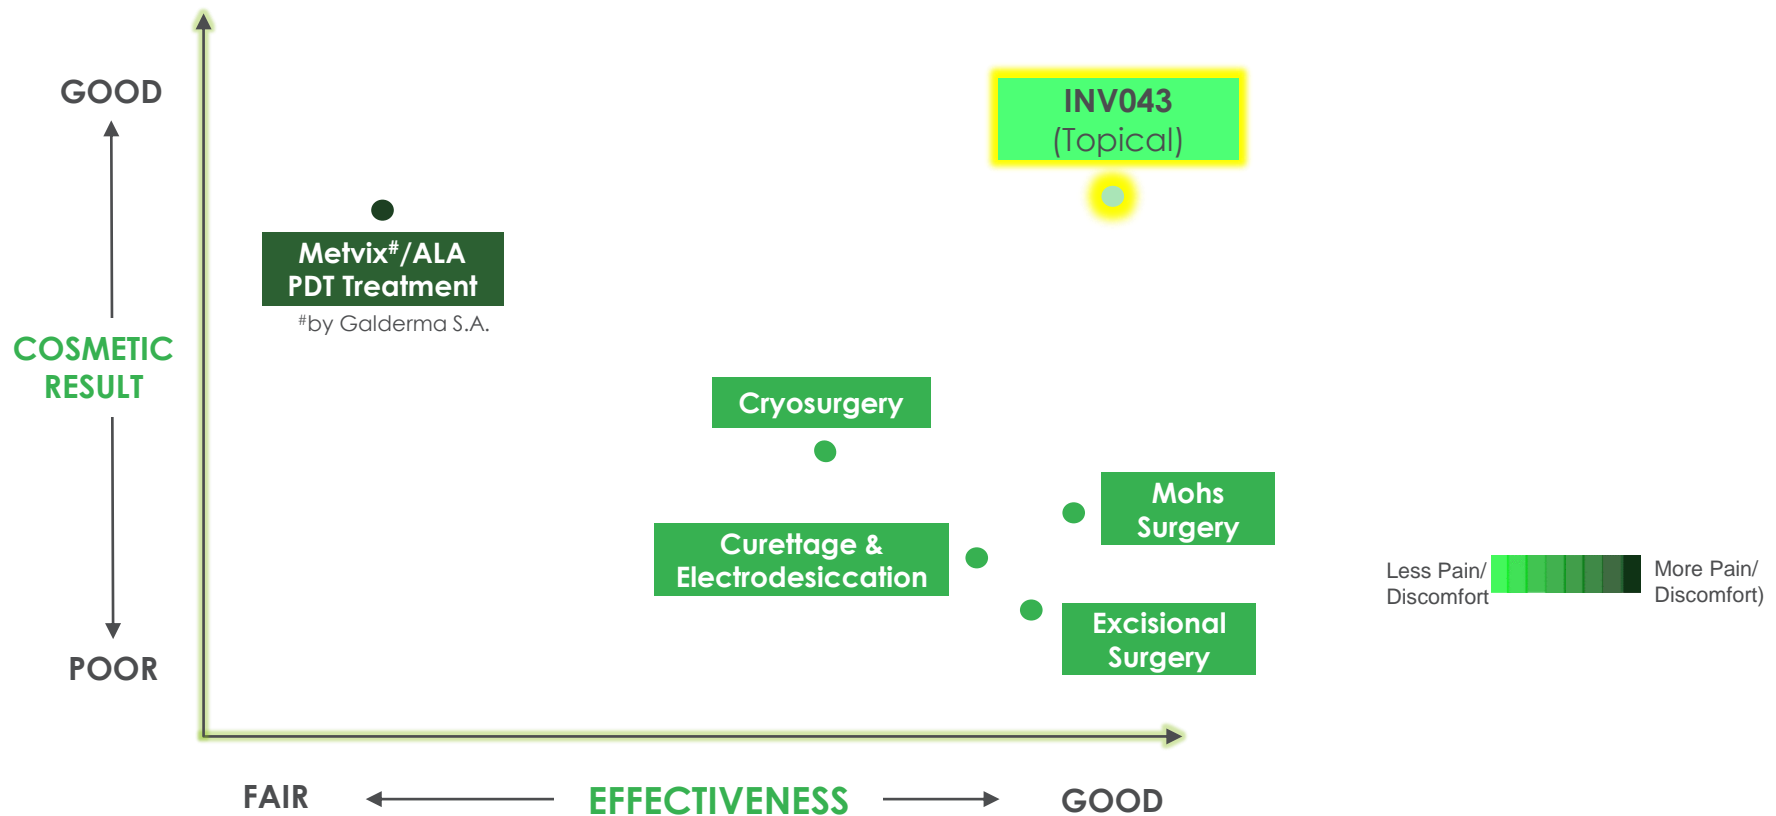 GOOD
INV043
(Topical)
Metvix#/ALA
PDT Treatment
#by Galderma S.A.
COSMETIC
RESULT
Cryosurgery
Mohs
Surgery
Curettage &
Electrodesiccation
Less Pain/
Discomfort
More Pain/
Discomfort)
Excisional
Surgery
POOR
FAIR
EFFECTIVENESS
GOOD